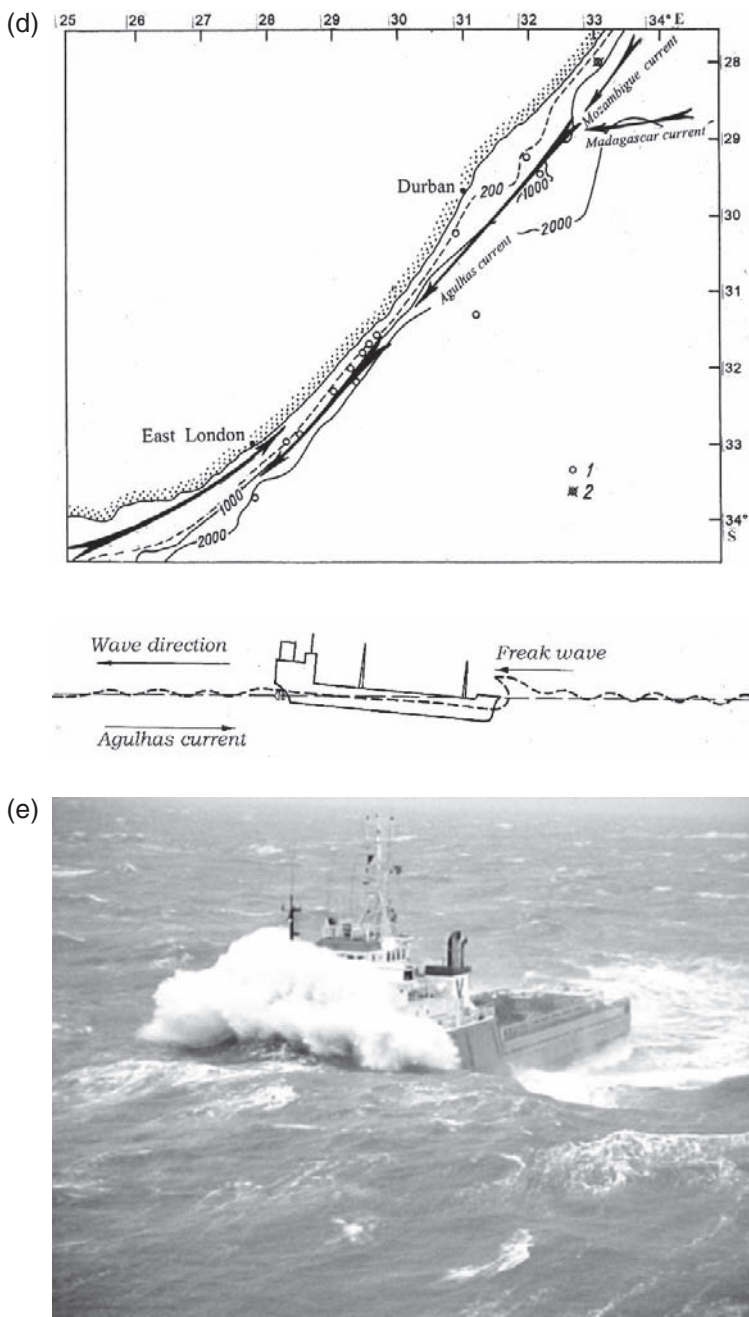 (d)
25 26 27 28 29 30 31 32 33 34° E
28
Mozambique current
29
Madagascar current
Durban
200
1000
30
2000
Agulhas current
31
32
East London
33
1
2
1000
2000
34°
S
Wave direction
Freak wave
Agulhas current
(e)